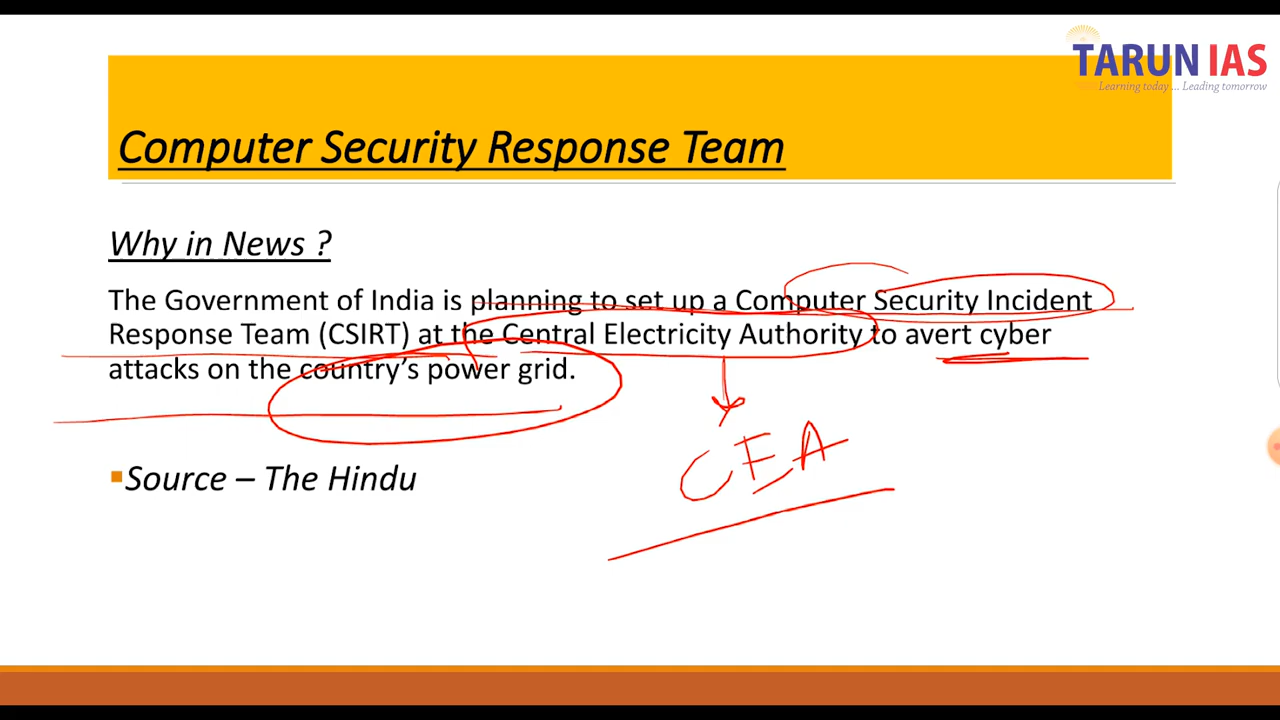 TARUN IAS
Learning today ... Leading tomorrow
Computer Security Response Team
Why in News ?
The Government of India is planning to set up a Computer Security Incident
Response Team (CSIRT) at the Central Electricity Authority to avert cyber
attacks on the country's power grid.
CEA
Source – The Hindu